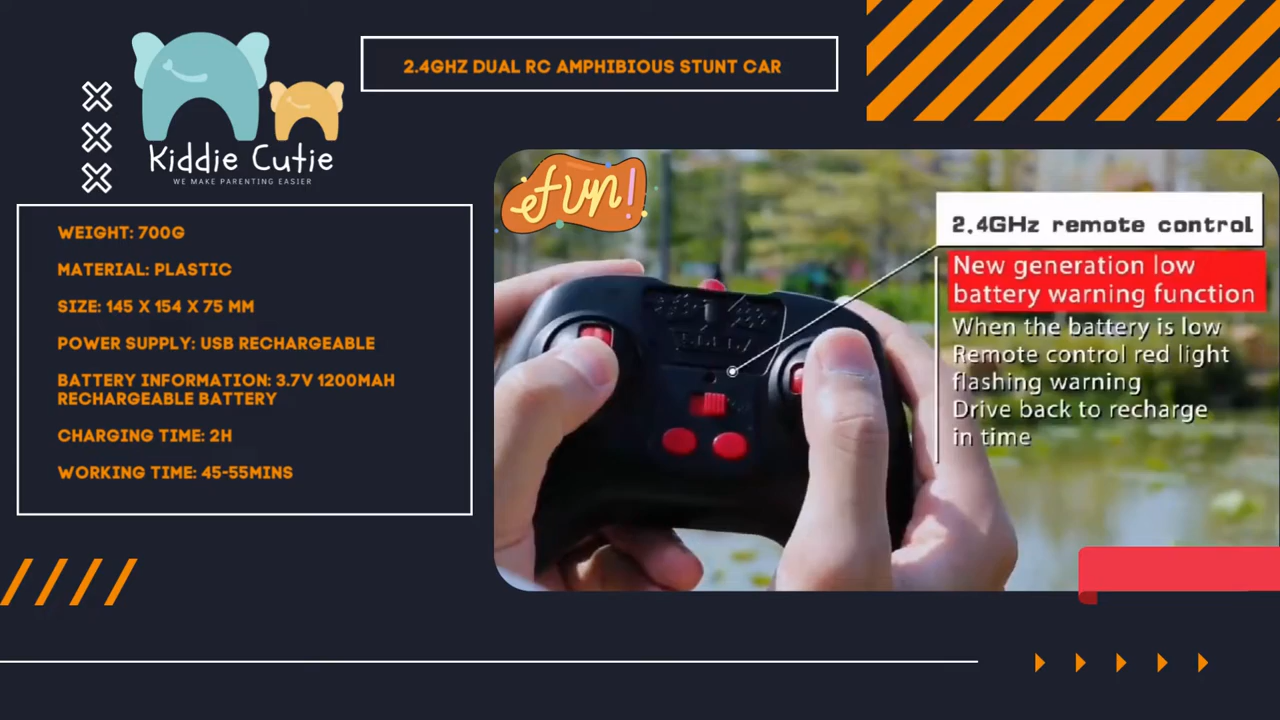 Kiddie Cutie
WE MAKE PARENTING EASIER
2.4GHZ DUAL RC AMPHIBIOUS STUNT CAR
WEIGHT: 700G
MATERIAL: PLASTIC
SIZE: 145 X 154 X 75 MM
POWER SUPPLY: USB RECHARGEABLE
BATTERY INFORMATION: 3.7V 1200MAH
RECHARGEABLE BATTERY
CHARGING TIME: 2H
WORKING TIME: 45-55MINS
fun!
2.4GHz remote control
New generation low
battery warning function
When the battery is low
Remote control red light
flashing warning
Drive back to recharge
in time